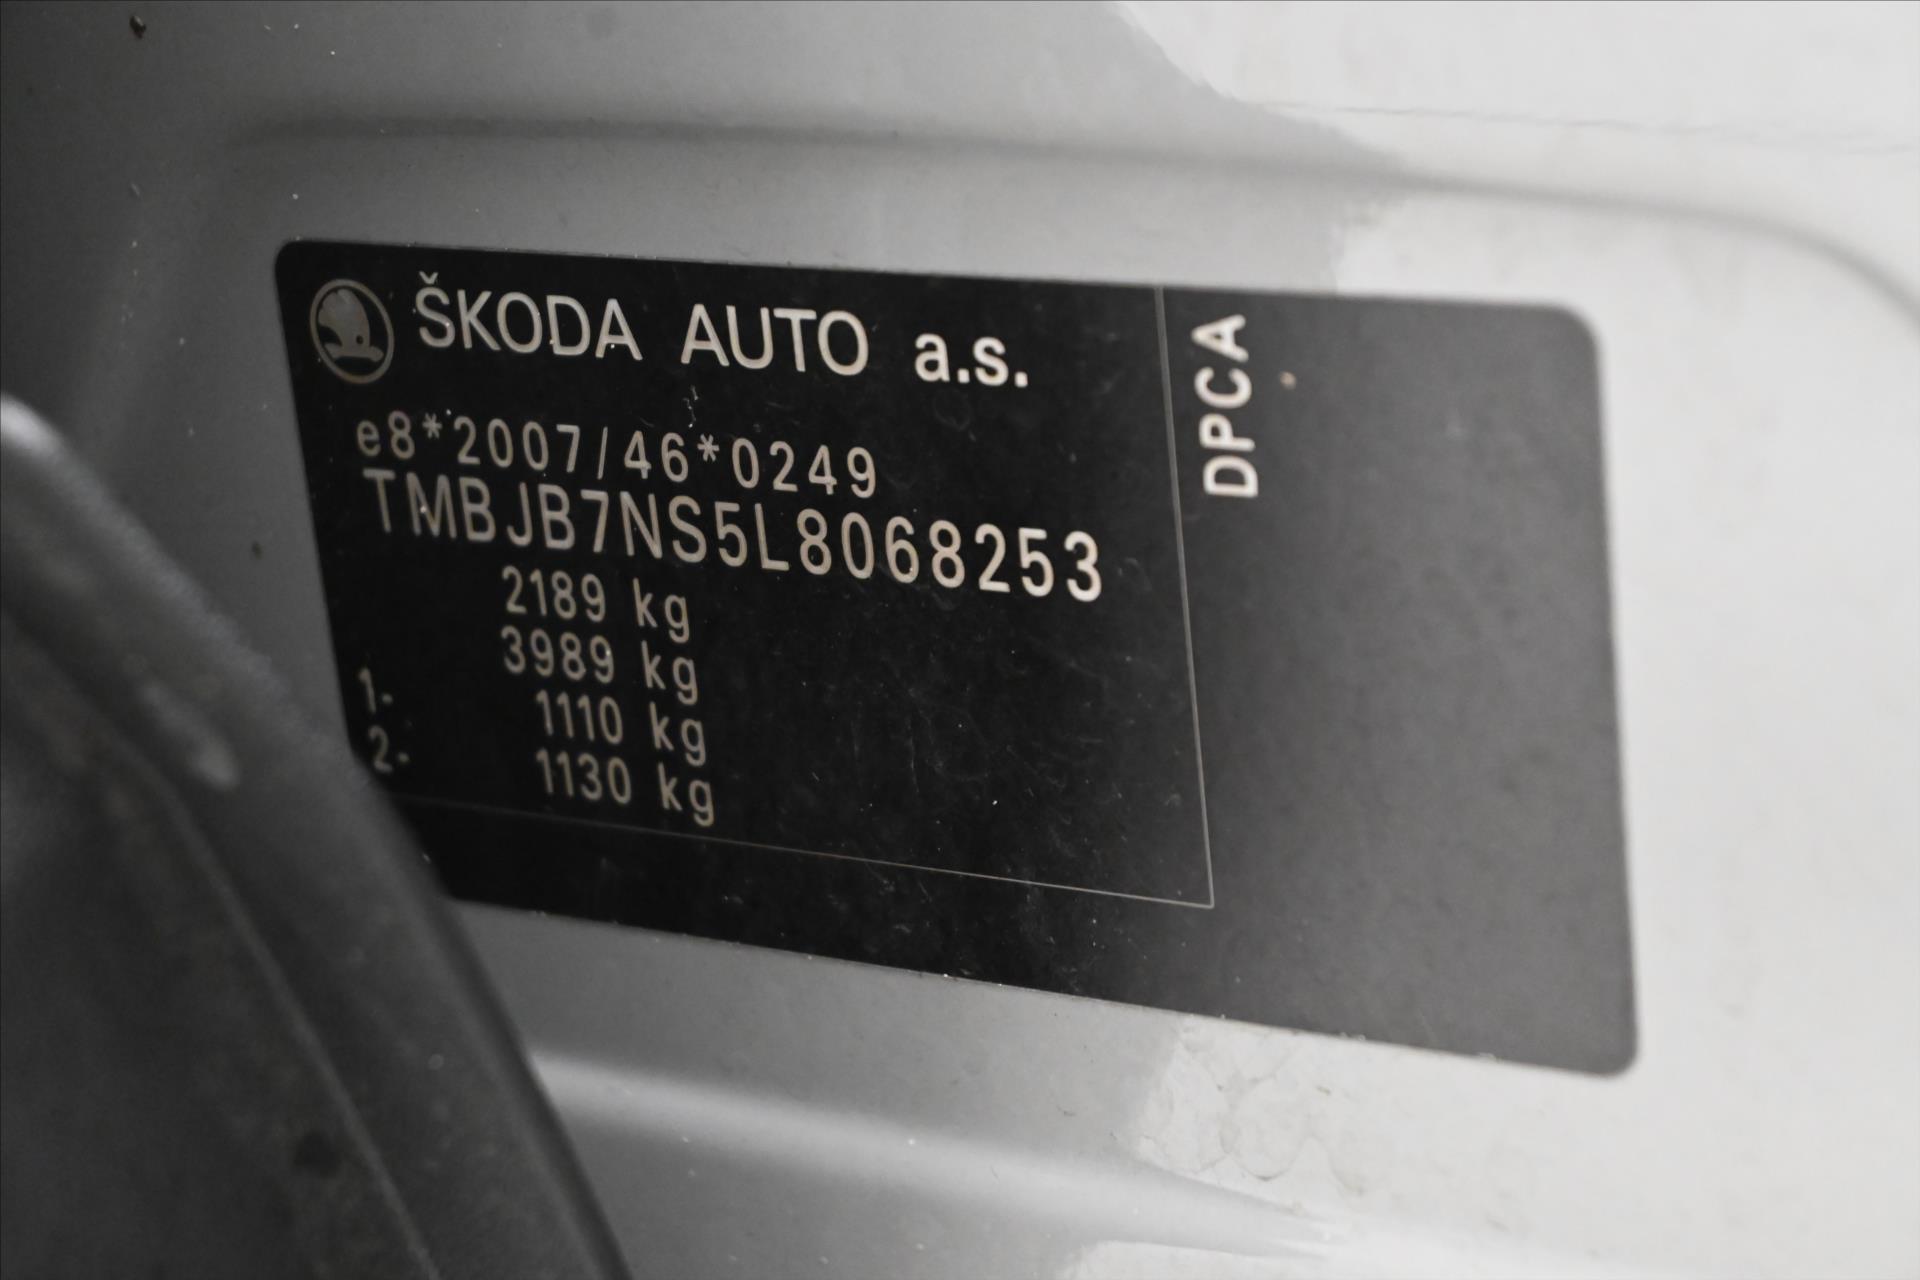 ŠKODA AUTO a.s.
e8*2007/46*0249
TMBJB7NS5L8068253
2189 kg
3989 kg
1- 1110 kg
2- 1130 kg
DPCA